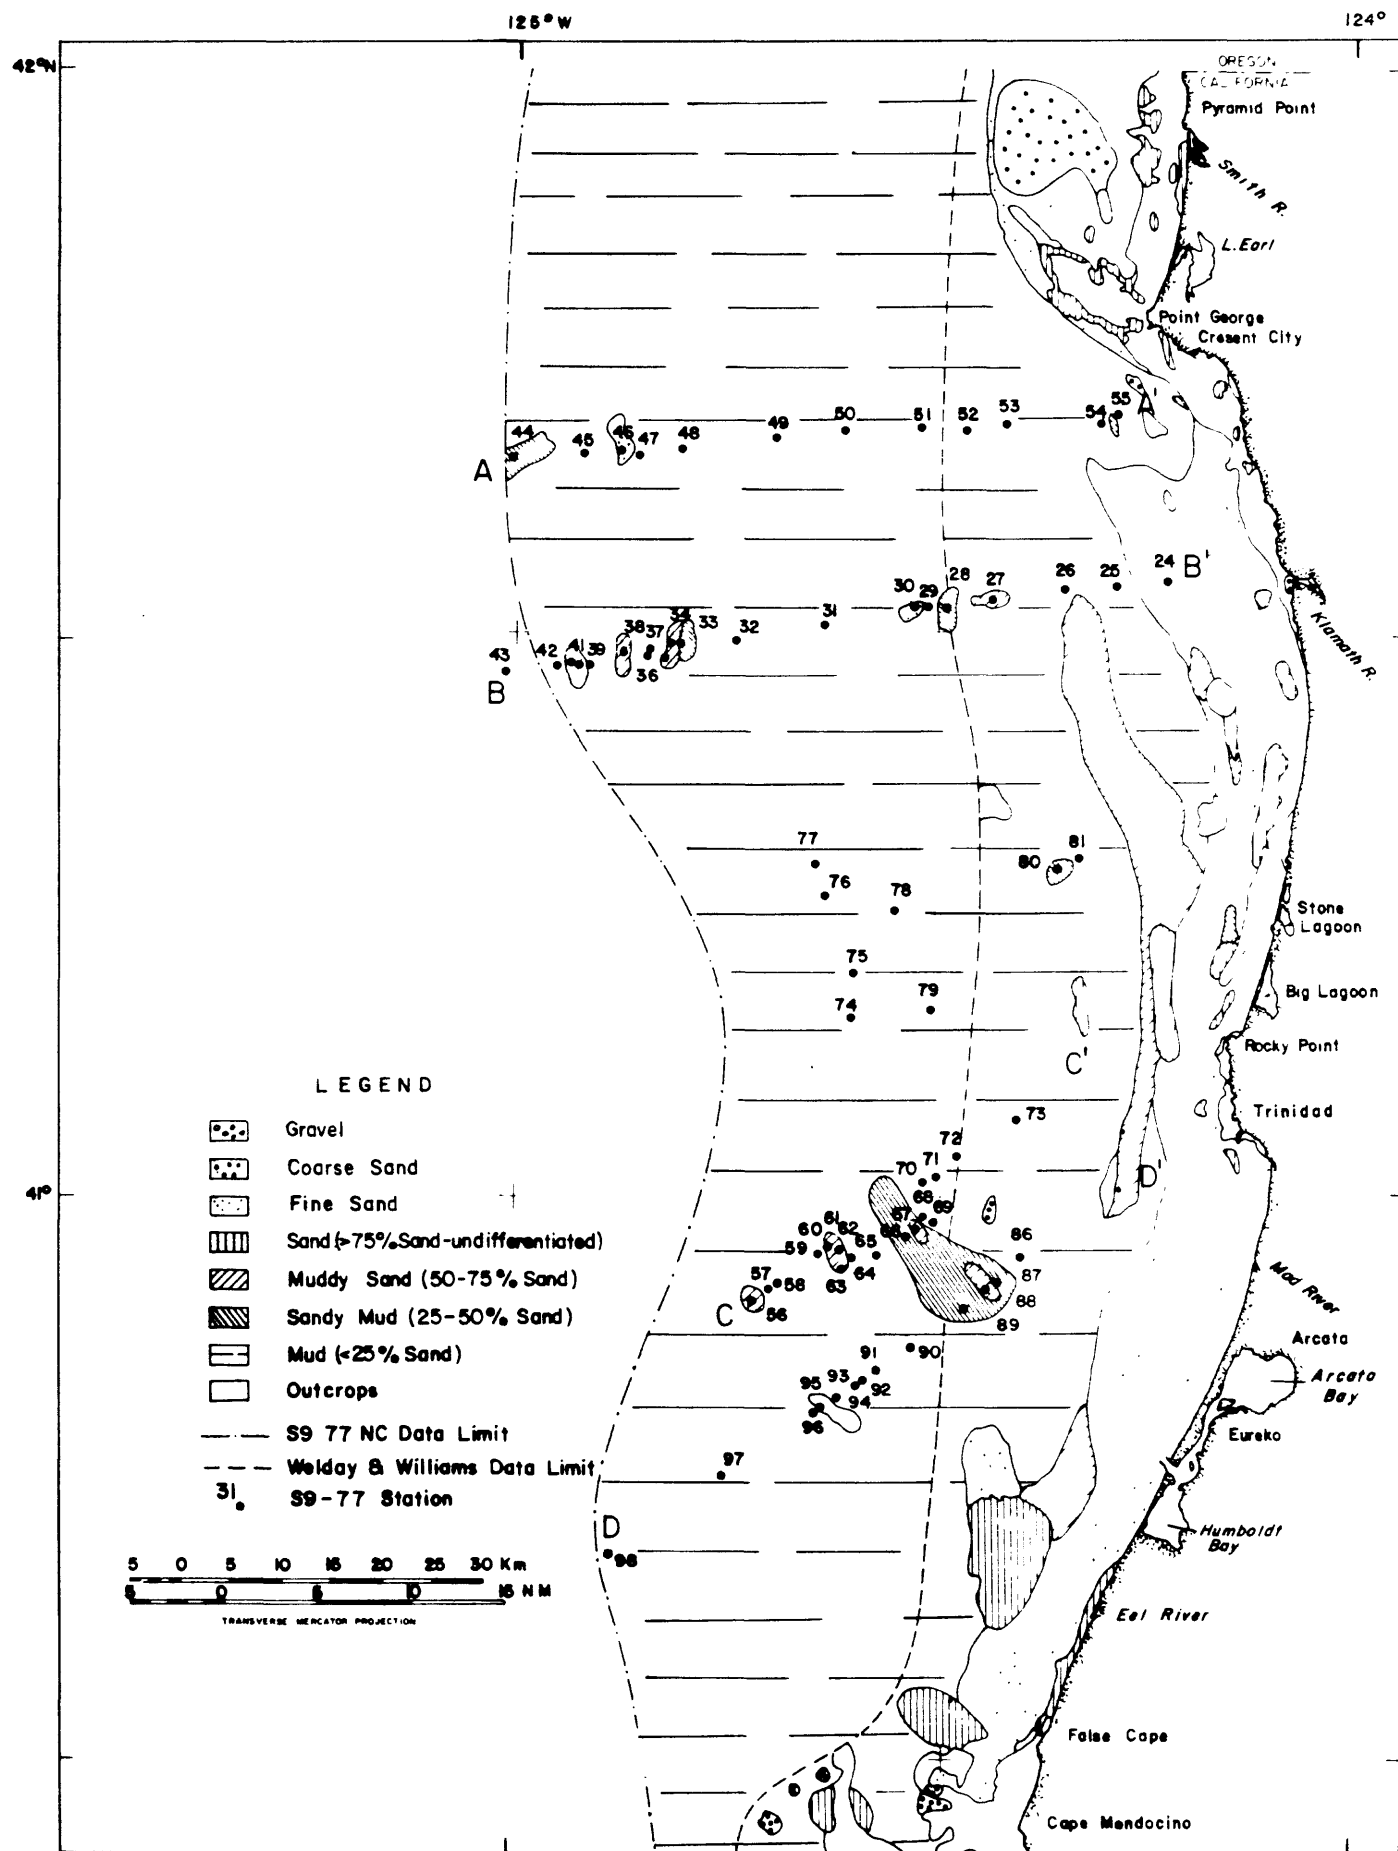 125° W
124°
42°N
OREGON
CALIFORNIA
Pyramid Point
Smith R.
L. Earl
Point George
Cresent City
A'
55
54
53
52
51
50
49
48
47
46
45
44
A
B'
24
25
26
27
28
29
30
31
32
33
34
37
36
38
39
41
42
43
B
Klamath R.
77
76
78
80
81
75
74
79
Stone
Lagoon
Big Lagoon
Rocky Point
C'
Trinidad
73
72
71
70
D'
41°
68
69
67
66
61
60
62
65
59
64
63
57
58
56
C
86
87
88
89
Mad River
Arcata
Arcata
Bay
Eureko
90
91
93
92
95
94
96
97
D
98
Humboldt
Bay
Eel River
False Cape
Cape Mendocino
LEGEND
Gravel
Coarse Sand
Fine Sand
Sand (>75% Sand-undifferentiated)
Muddy Sand (50-75% Sand)
Sandy Mud (25-50% Sand)
Mud (<25% Sand)
Outcrops
S9 77 NC Data Limit
Welday & Williams Data Limit
31 S9-77 Station
5 0 5 10 15 20 25 30 Km
5 0 5 10 15 NM
TRANSVERSE MERCATOR PROJECTION